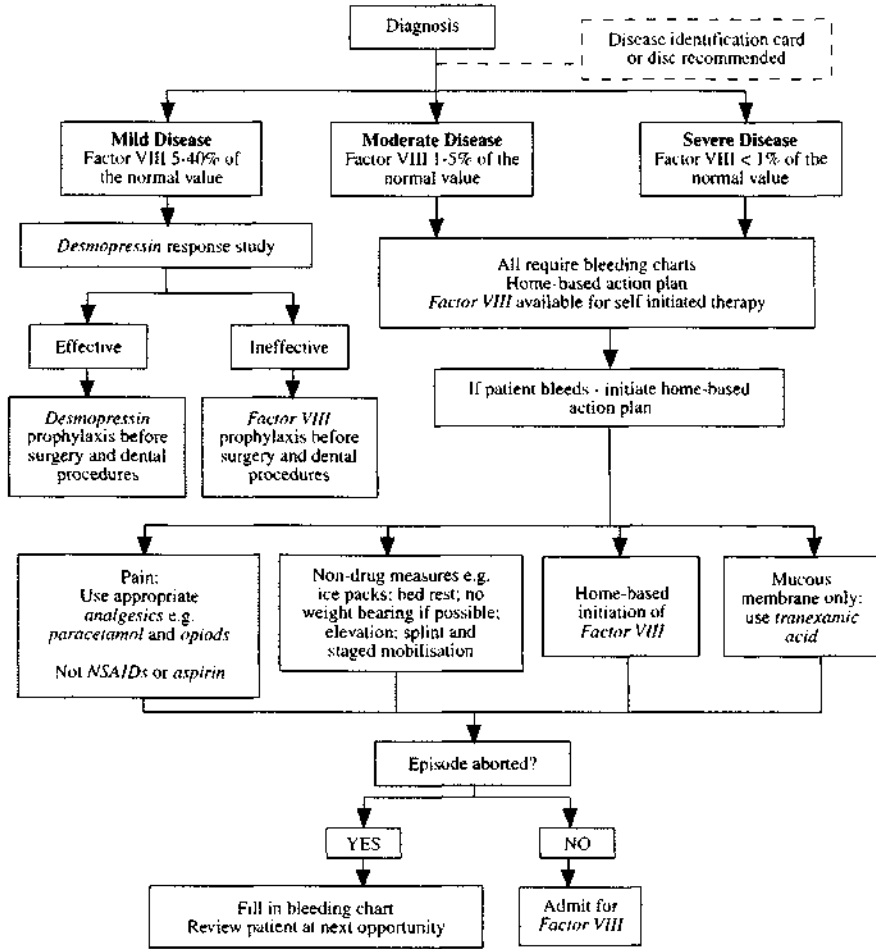 Diagnosis
Disease identification card
or disc recommended
Mild Disease
Factor VIII 5-40% of
the normal value
Moderate Disease
Factor VIII 1-5% of the
normal value
Severe Disease
Factor VIII < 1% of the
normal value
Desmopressin response study
All require bleeding charts
Home-based action plan
Factor VIII available for self initiated therapy
Effective
Ineffective
If patient bleeds - initiate home-based
action plan
Desmopressin
prophylaxis before
surgery and dental
procedures
Factor VIII
prophylaxis before
surgery and dental
procedures
Pain:
Use appropriate
analgesics e.g.
paracetamol and opiods
Not NSAIDs or aspirin
Non-drug measures e.g.
ice packs; bed rest; no
weight bearing if possible;
elevation; splint and
staged mobilisation
Home-based
initiation of
Factor VIII
Mucous
membrane only:
use tranexamic
acid
Episode aborted?
YES
NO
Fill in bleeding chart
Review patient at next opportunity
Admit for
Factor VIII